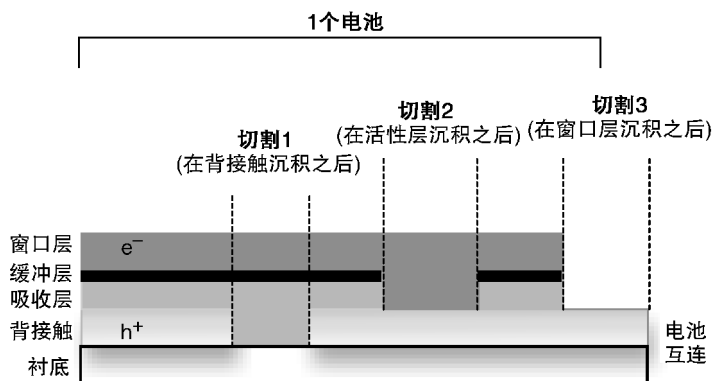 1个电池
切割1
(在背接触沉积之后)
切割2
(在活性层沉积之后)
切割3
(在窗口层沉积之后)
窗口层
e⁻
缓冲层
吸收层
背接触
h⁺
衬底
电池
互连